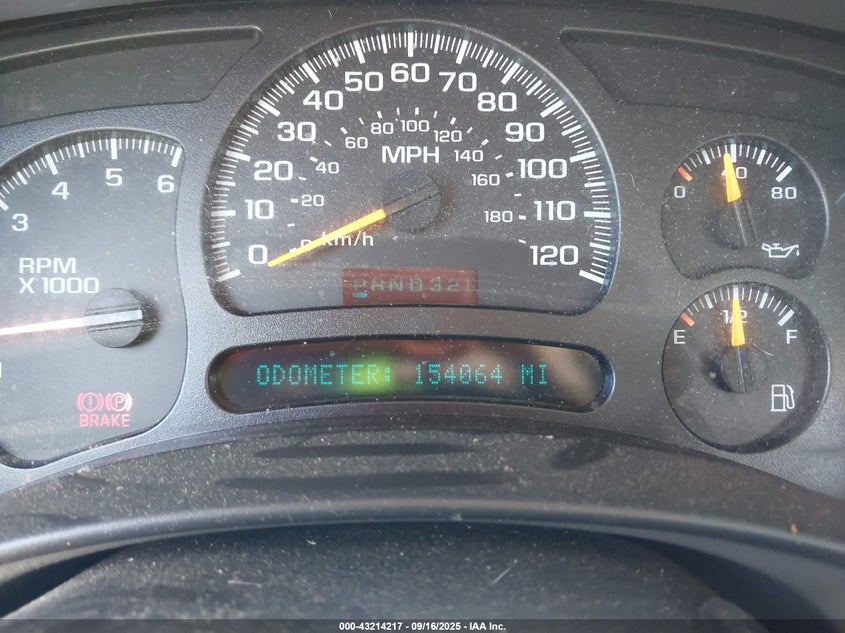 3 4 5 6
RPM
X 1000
0 10 20 30 40 50 60 70 80 90 100 110 120
MPH
20 40 60 80 100 120 140 160 180
km/h
PRND321
ODOMETER: 154064 MI
BRAKE
0 40 80
E 1/2 F
000-43214217 - 09/16/2025 - IAA Inc.